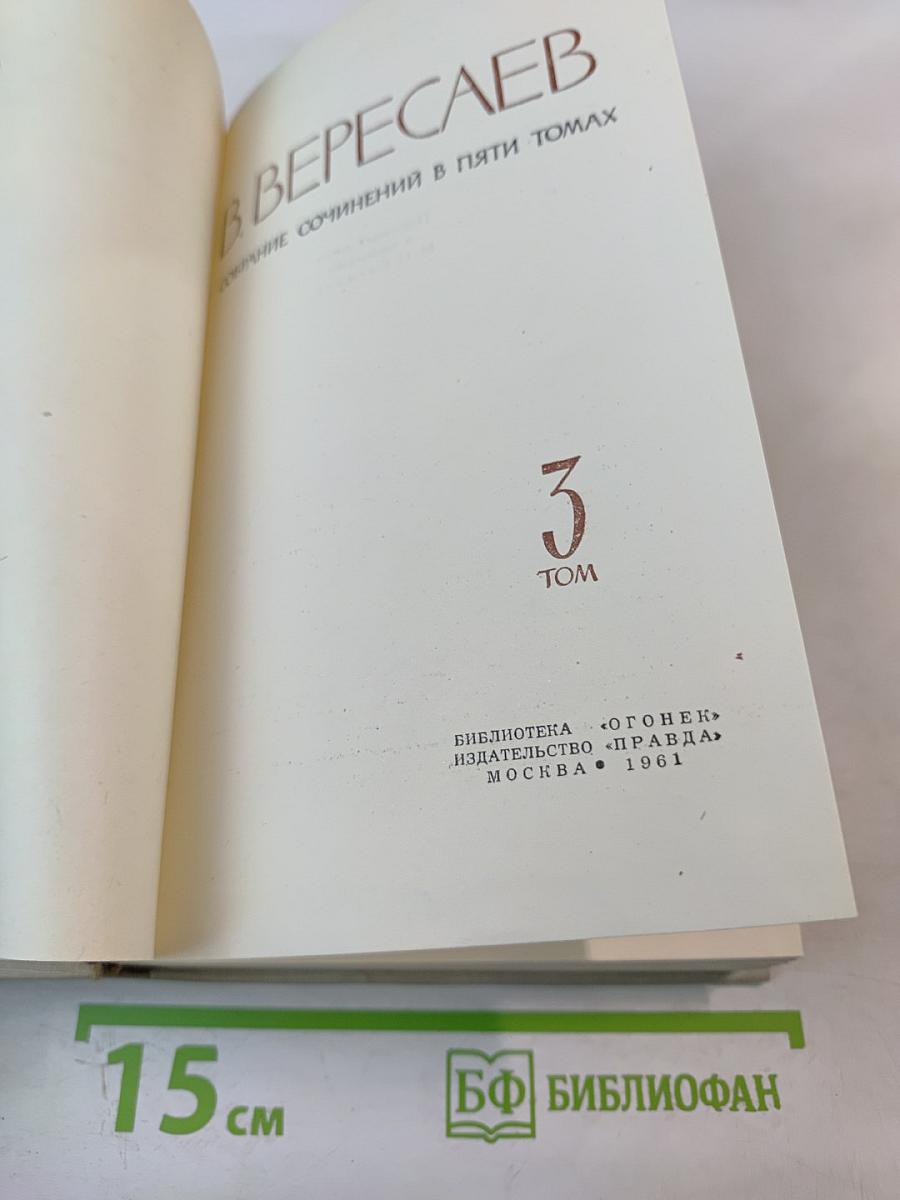 В. ВЕРЕСАЕВ
СОБРАНИЕ СОЧИНЕНИЙ В ПЯТИ ТОМАХ
3
ТОМ
БИБЛИОТЕКА «ОГОНЕК»
ИЗДАТЕЛЬСТВО «ПРАВДА»
МОСКВА • 1961
15 см
БФ БИБЛИОФАН